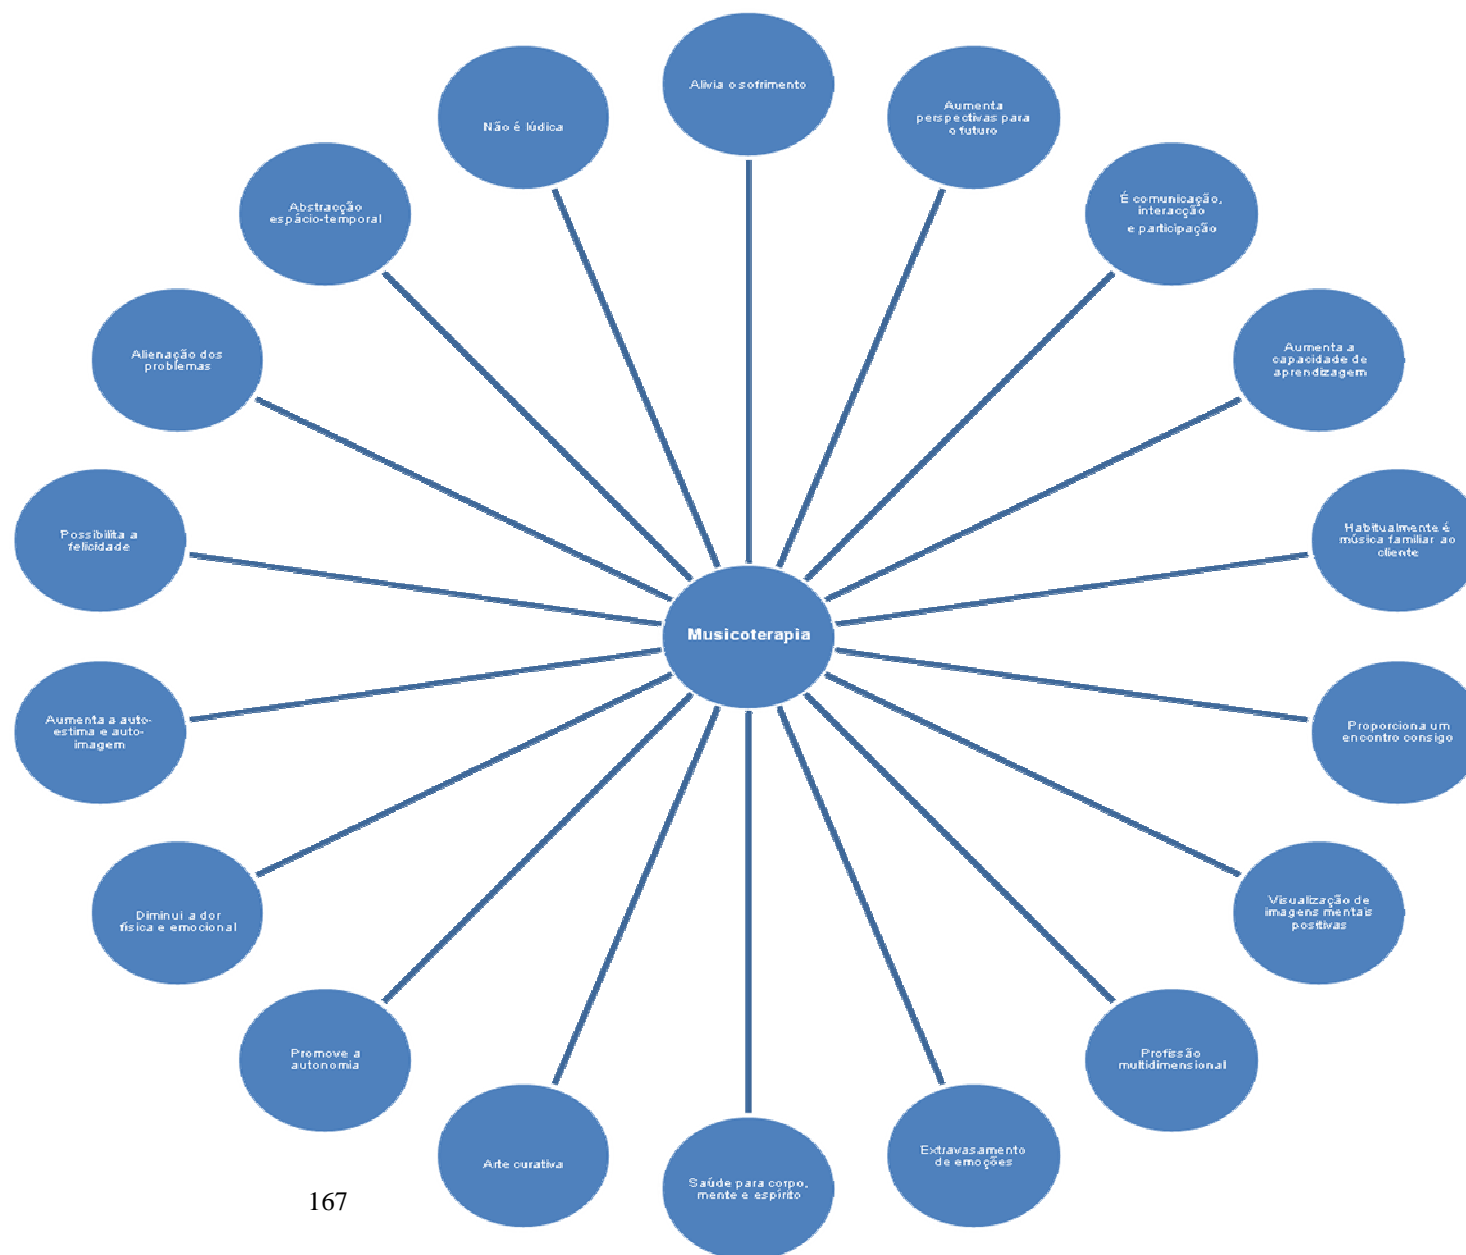 Alivia o sofrimento
Aumenta
perspectivas para
o futuro
É comunicação,
interacção
e participação
Aumenta a
capacidade de
aprendizagem
Habitualmente é
música familiar ao
cliente
Proporciona um
encontro consigo
Visualização de
imagens mentais
positivas
Profissão
multidimensional
Extravasamento
de emoções
Saúde para corpo,
mente e espírito
Arte curativa
Promove a
autonomia
Diminui a dor
física e emocional
Aumenta a auto-
estima e auto-
imagem
Possibilita a
felicidade
Alienação dos
problemas
Abstracção
espácio-temporal
Não é lúdica
Musicoterapia
167